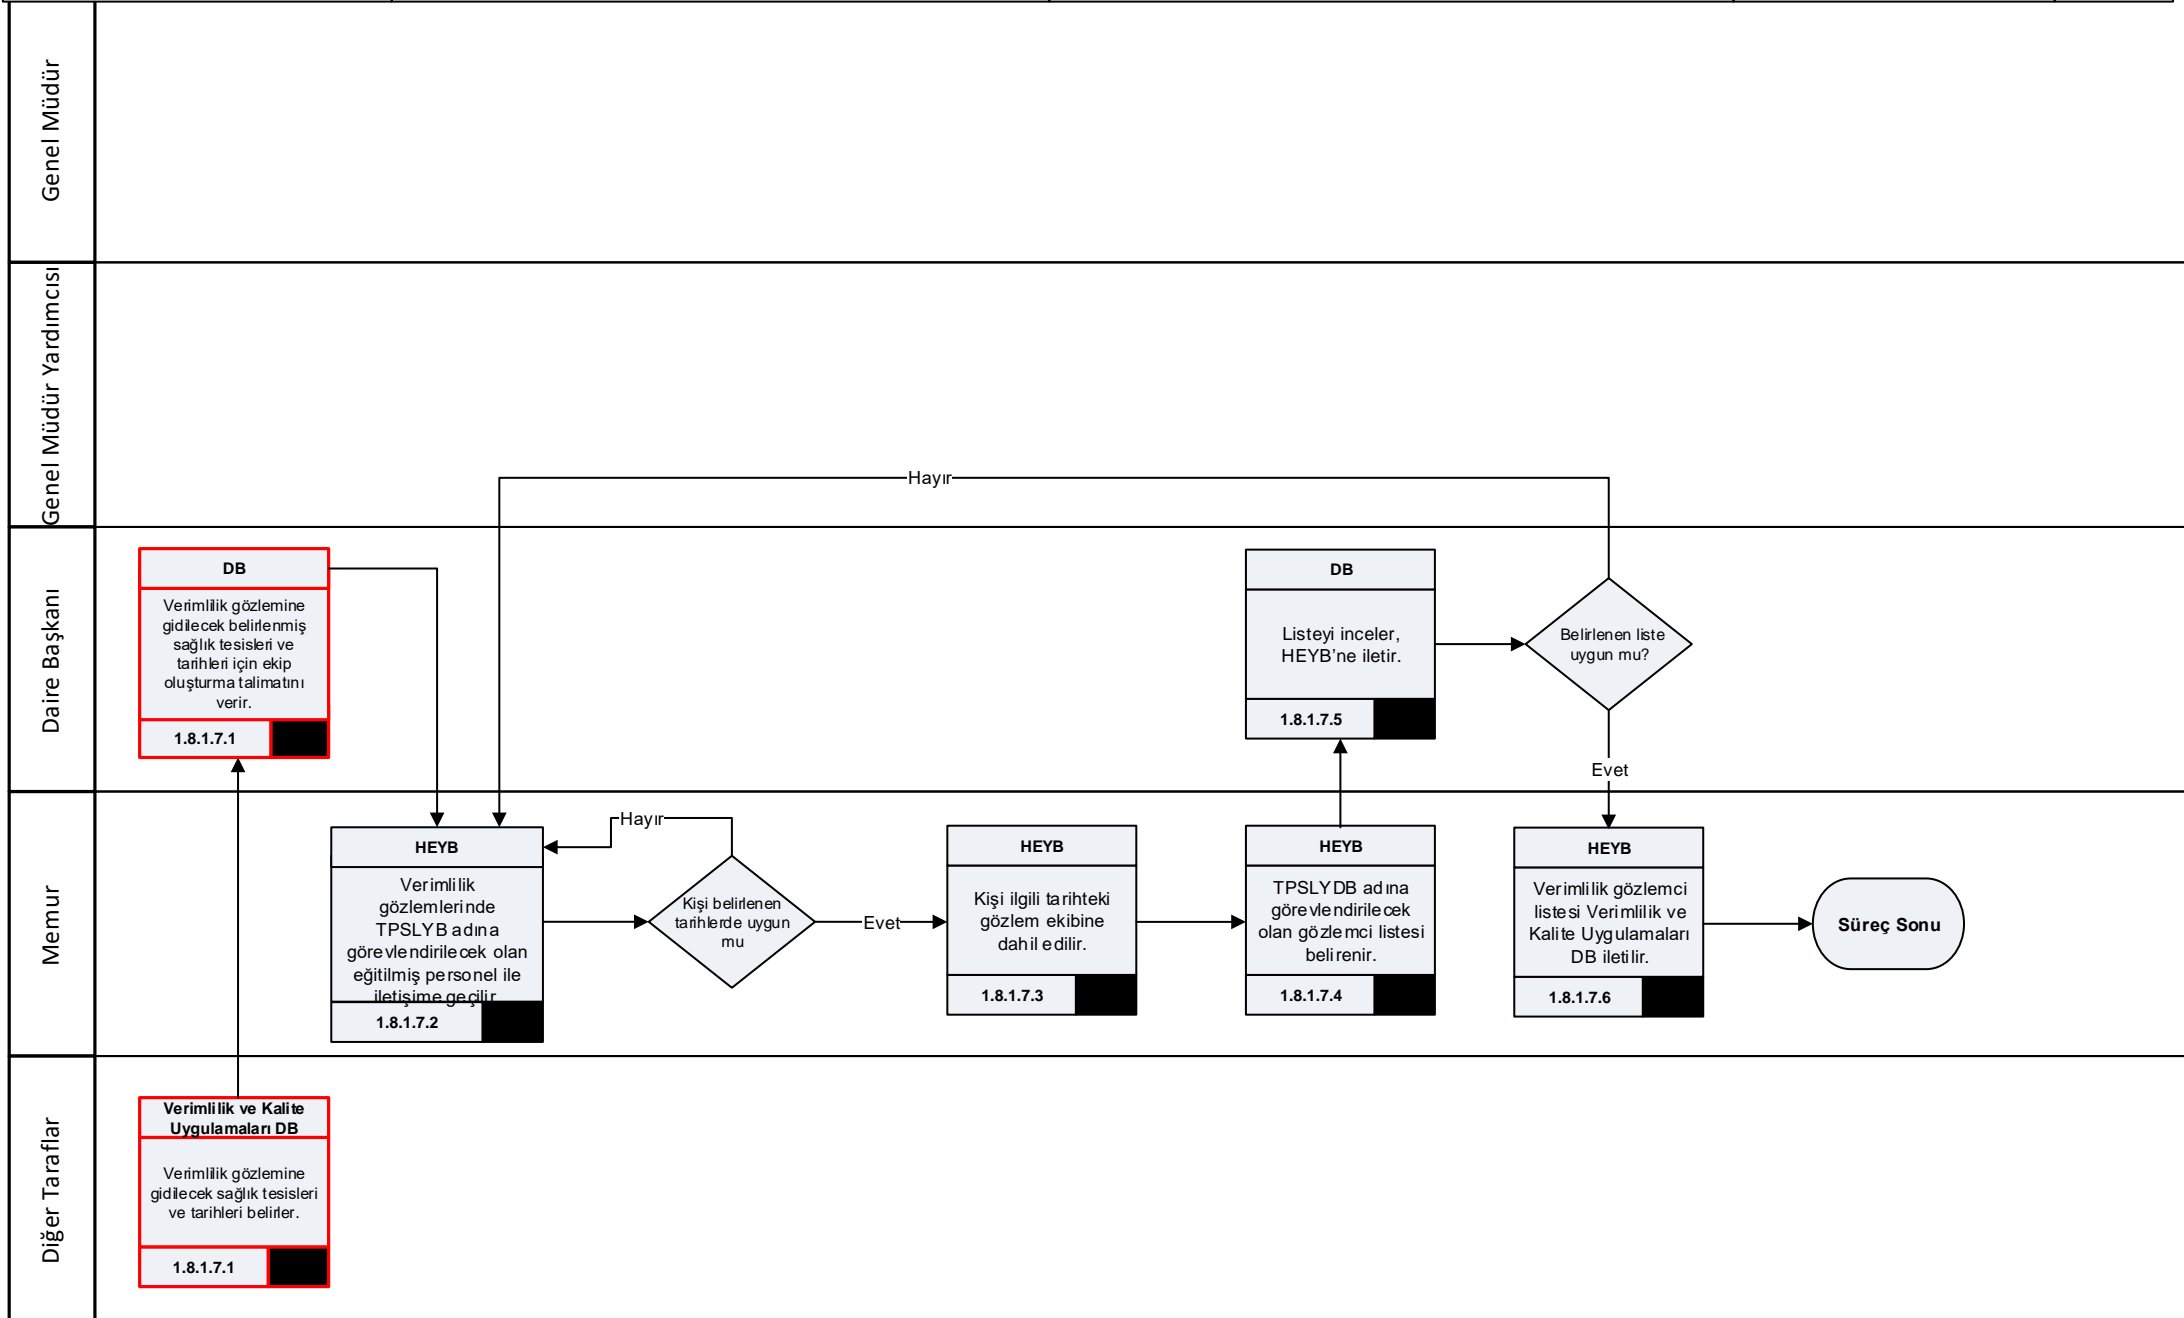 Genel Müdür
Genel Müdür Yardımcısı
Hayır
Daire Başkanı
DB
Verimlilik gözlemine
gidilecek belirlenmiş
sağlık tesisleri ve
tarihleri için ekip
oluşturma talimatını
verir.
1.8.1.7.1
DB
Listeyi inceler,
HEYB’ne iletir.
1.8.1.7.5
Belirlenen liste
uygun mu?
Evet
Memur
HEYB
Verimlilik
gözlemlerinde
TPSLYB adına
görevlendirilecek olan
eğitilmiş personel ile
iletişime geçilir
1.8.1.7.2
Hayır
Kişi belirlenen
tarihlerde uygun
mu
Evet
HEYB
Kişi ilgili tarihteki
gözlem ekibine
dahil edilir.
1.8.1.7.3
HEYB
TPSLYDB adına
görevlendirilecek
olan gözlemci listesi
belirenir.
1.8.1.7.4
HEYB
Verimlilik gözlemci
listesi Verimlilik ve
Kalite Uygulamaları
DB iletilir.
1.8.1.7.6
Süreç Sonu
Diğer Taraflar
Verimlilik ve Kalite
Uygulamaları DB
Verimlilik gözlemine
gidilecek sağlık tesisleri
ve tarihleri belirler.
1.8.1.7.1